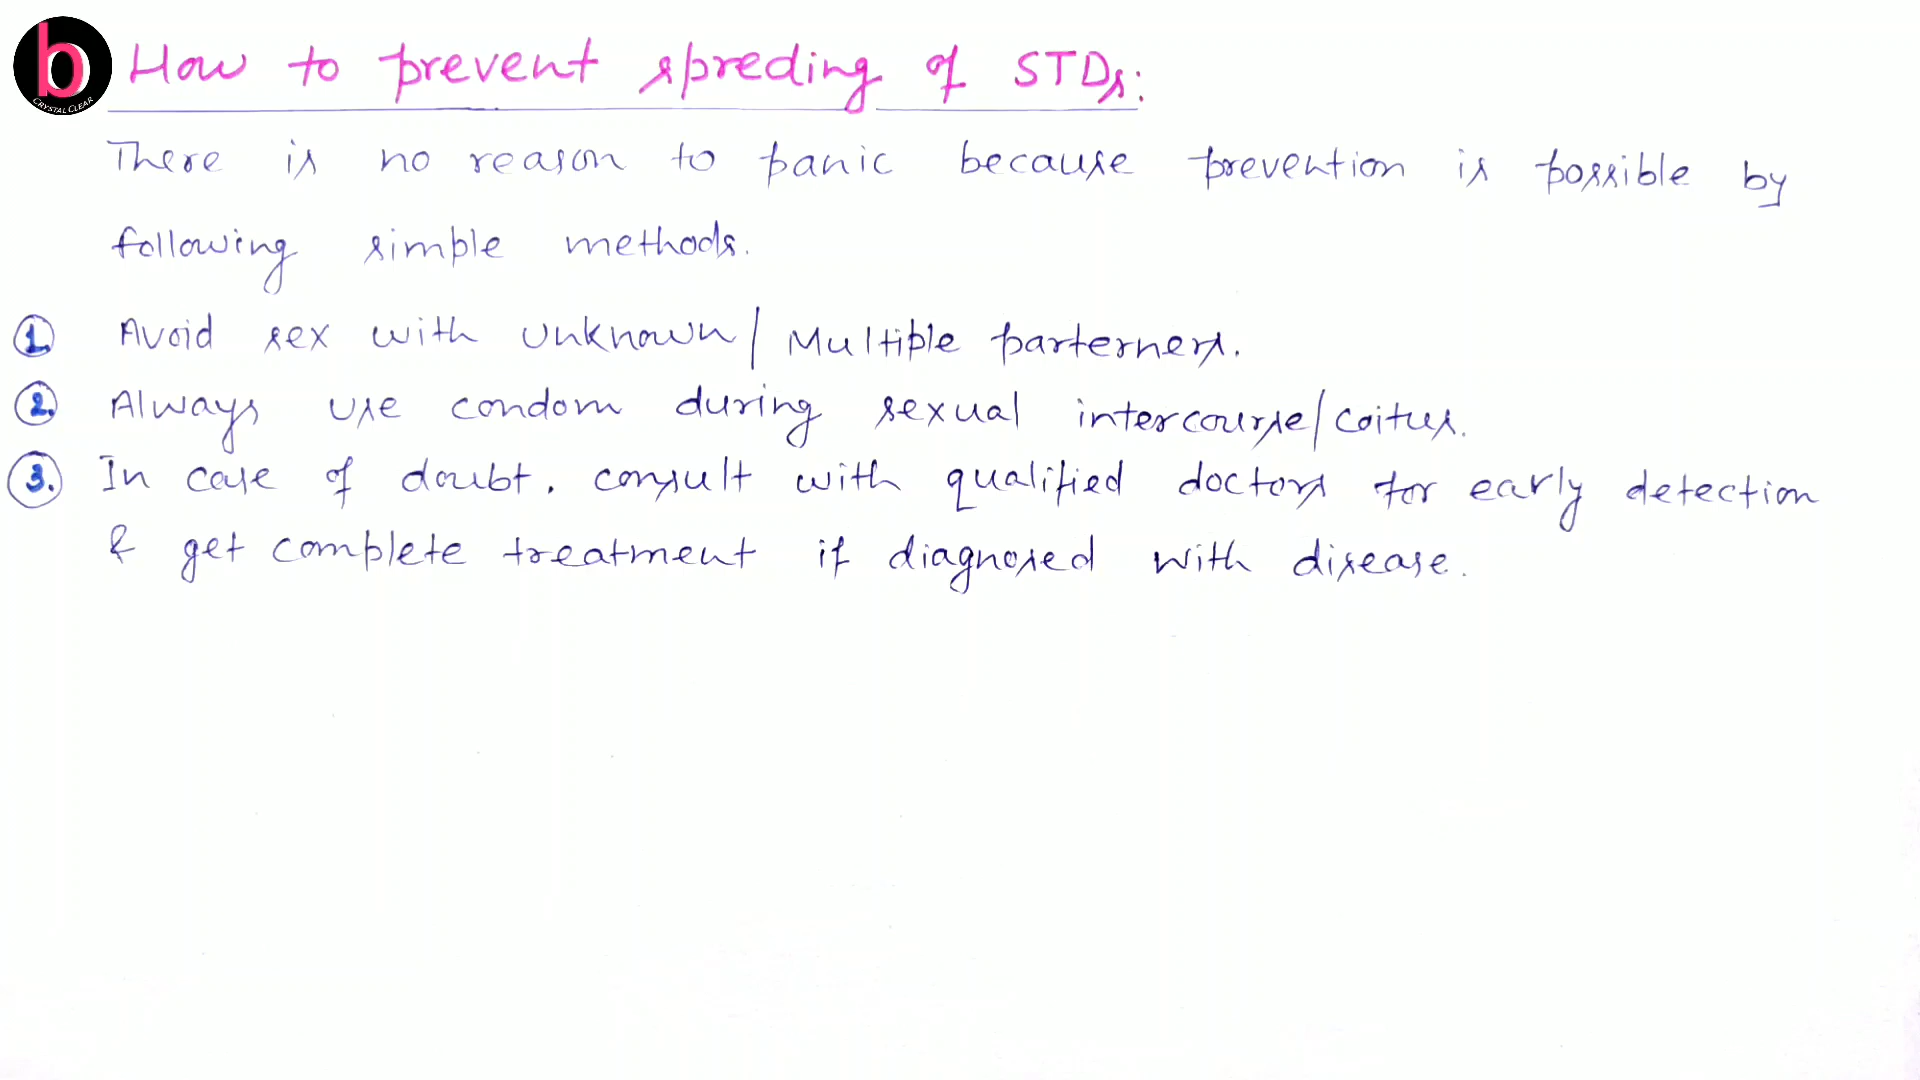 b
CRYSTAL CLEAR
How to prevent spreding of STDs:
There is no reason to panic because prevention is possible by
following simple methods.
1. Avoid sex with unknown/Multiple parterners.
2. Always use condom during sexual intercourse/coitus.
3. In case of doubt, consult with qualified doctors for early detection
& get complete treatment if diagnosed with disease.